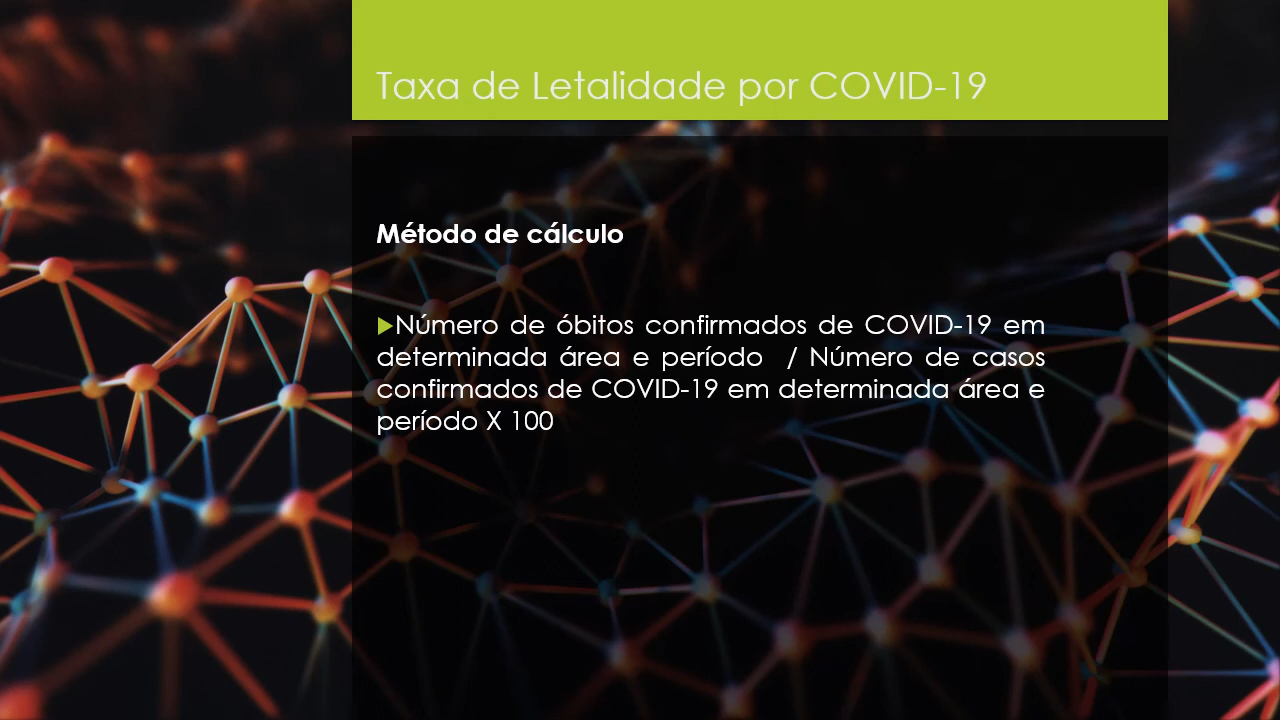 Taxa de Letalidade por COVID-19
Método de cálculo
Número de óbitos confirmados de COVID-19 em
determinada área e período / Número de casos
confirmados de COVID-19 em determinada área e
período X 100